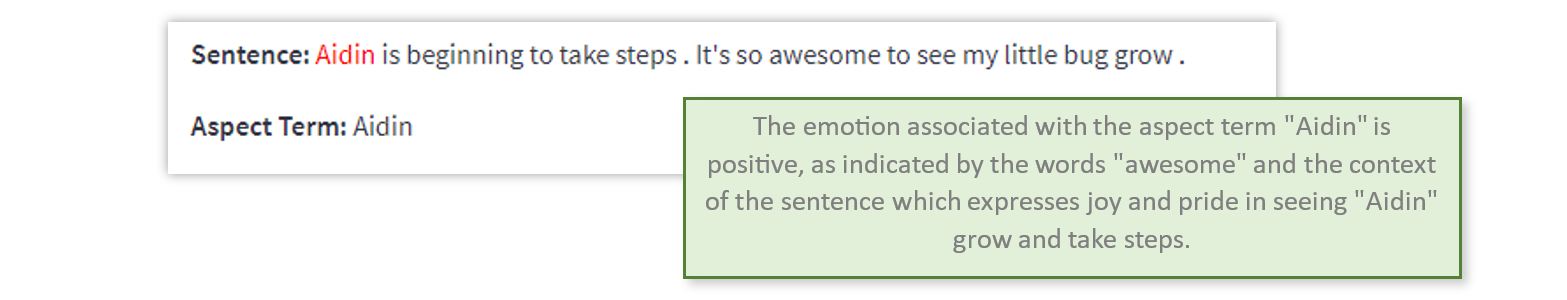 Sentence: Aidin is beginning to take steps . It's so awesome to see my little bug grow .
Aspect Term: Aidin
The emotion associated with the aspect term "Aidin" is
positive, as indicated by the words "awesome" and the context
of the sentence which expresses joy and pride in seeing "Aidin"
grow and take steps.